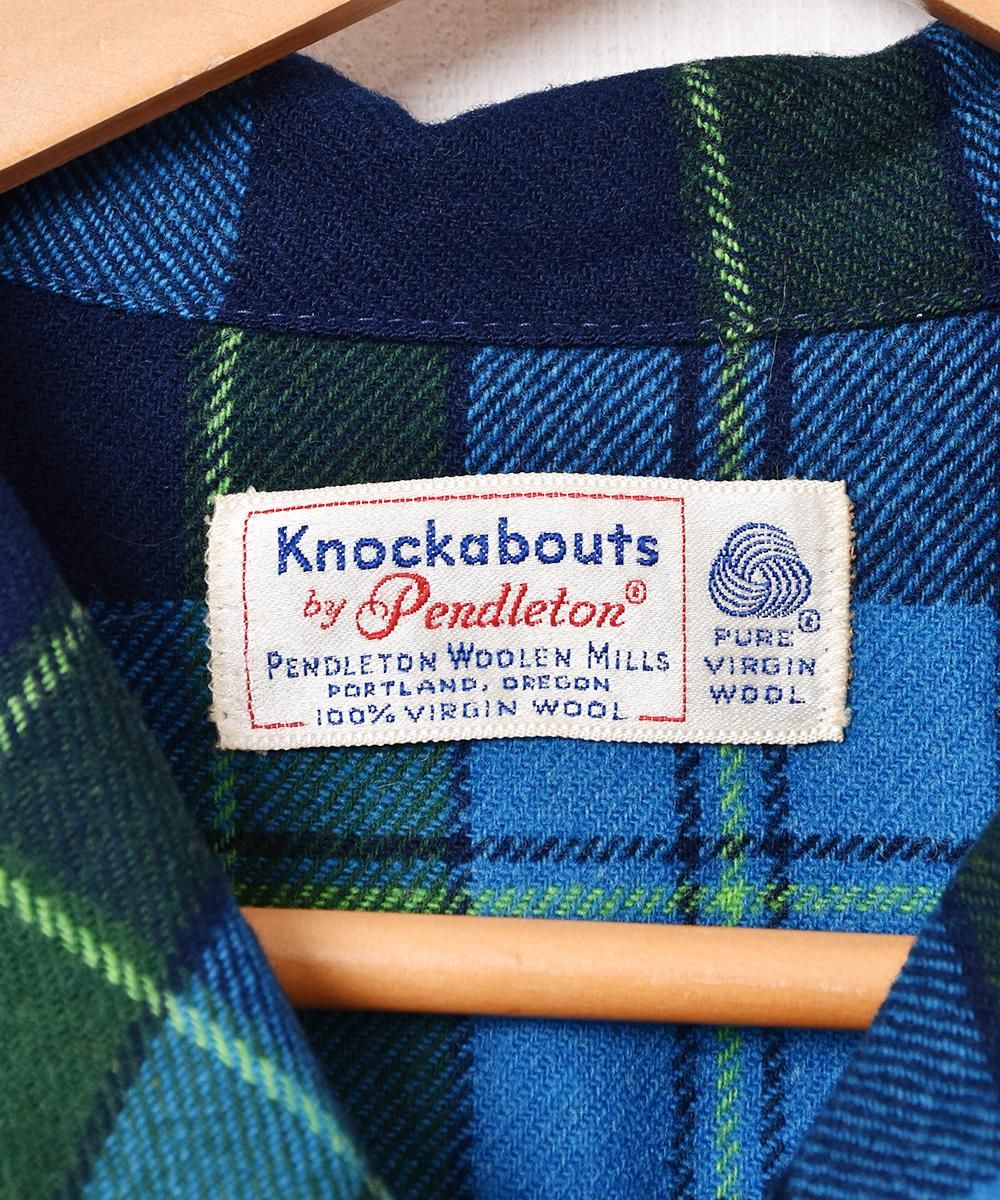 Knockabouts
by Pendleton®
PENDLETON WOOLEN MILLS
PORTLAND, OREGON
100% VIRGIN WOOL
®
PURE
VIRGIN
WOOL